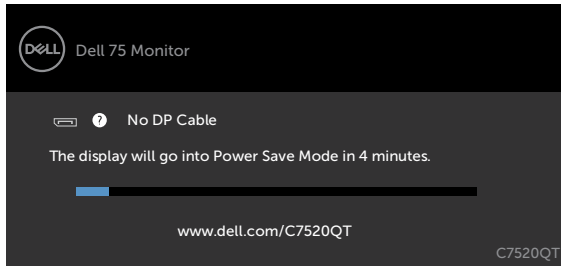 DELL
Dell 75 Monitor
? No DP Cable
The display will go into Power Save Mode in 4 minutes.
www.dell.com/C7520QT
C7520QT